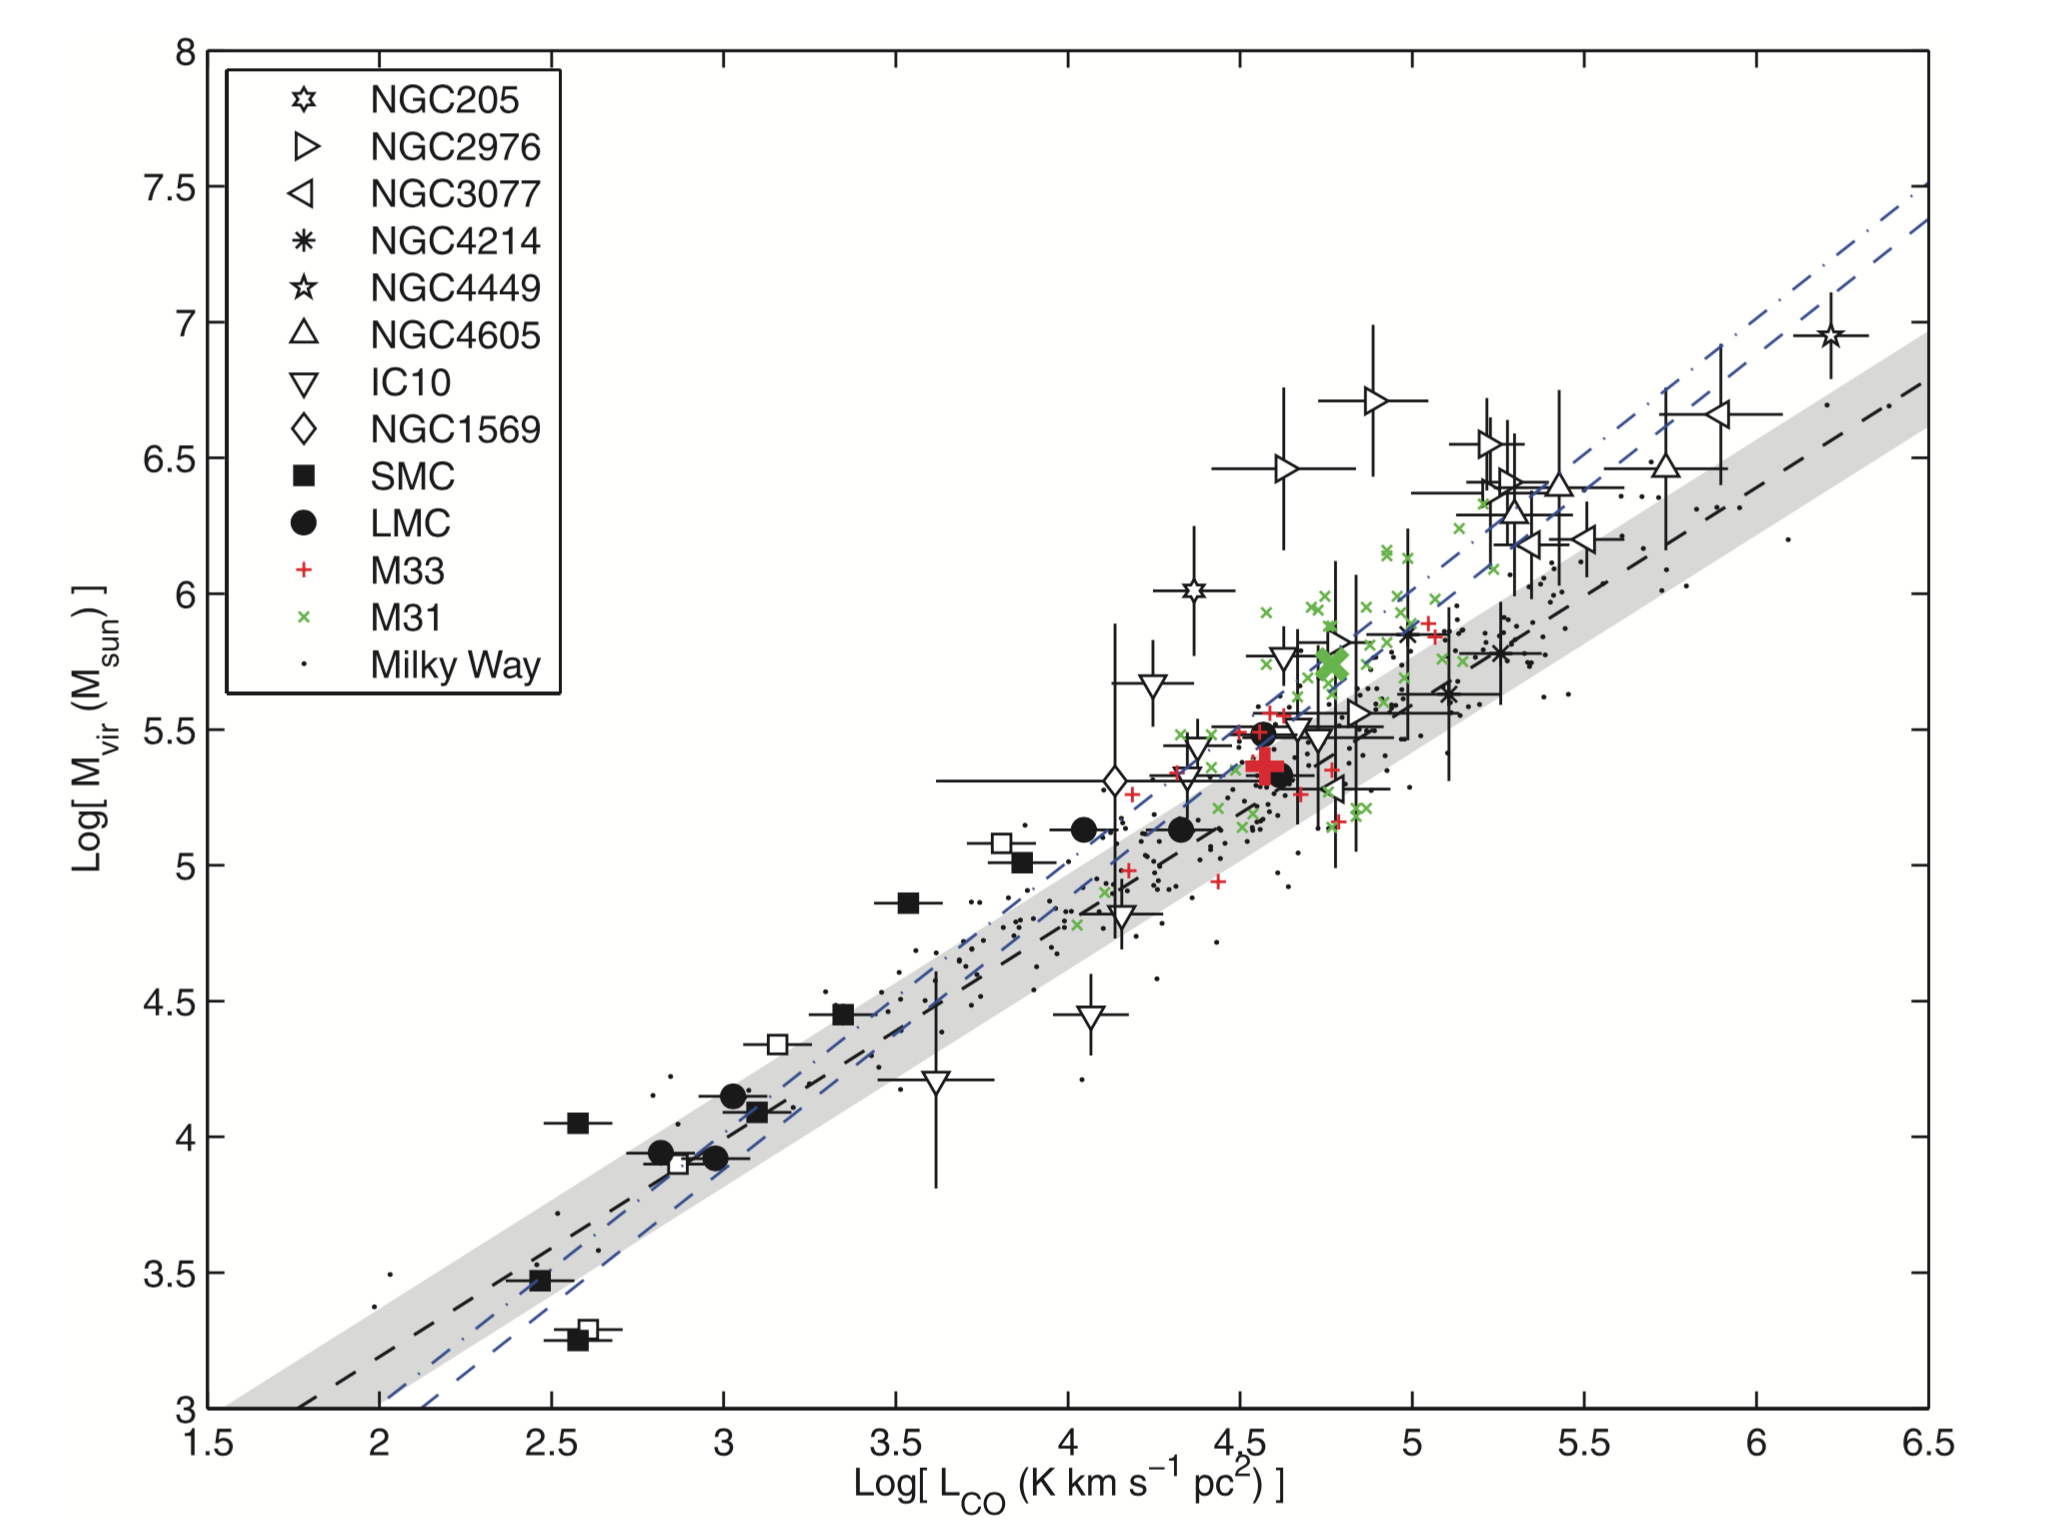 8
7.5
7
6.5
6
5.5
5
4.5
4
3.5
3
Log[ M_vir (M_sun) ]
NGC205
NGC2976
NGC3077
NGC4214
NGC4449
NGC4605
IC10
NGC1569
SMC
LMC
M33
M31
Milky Way
1.5 2 2.5 3 3.5 4 4.5 5 5.5 6 6.5
Log[ L_CO (K km s⁻¹ pc²) ]